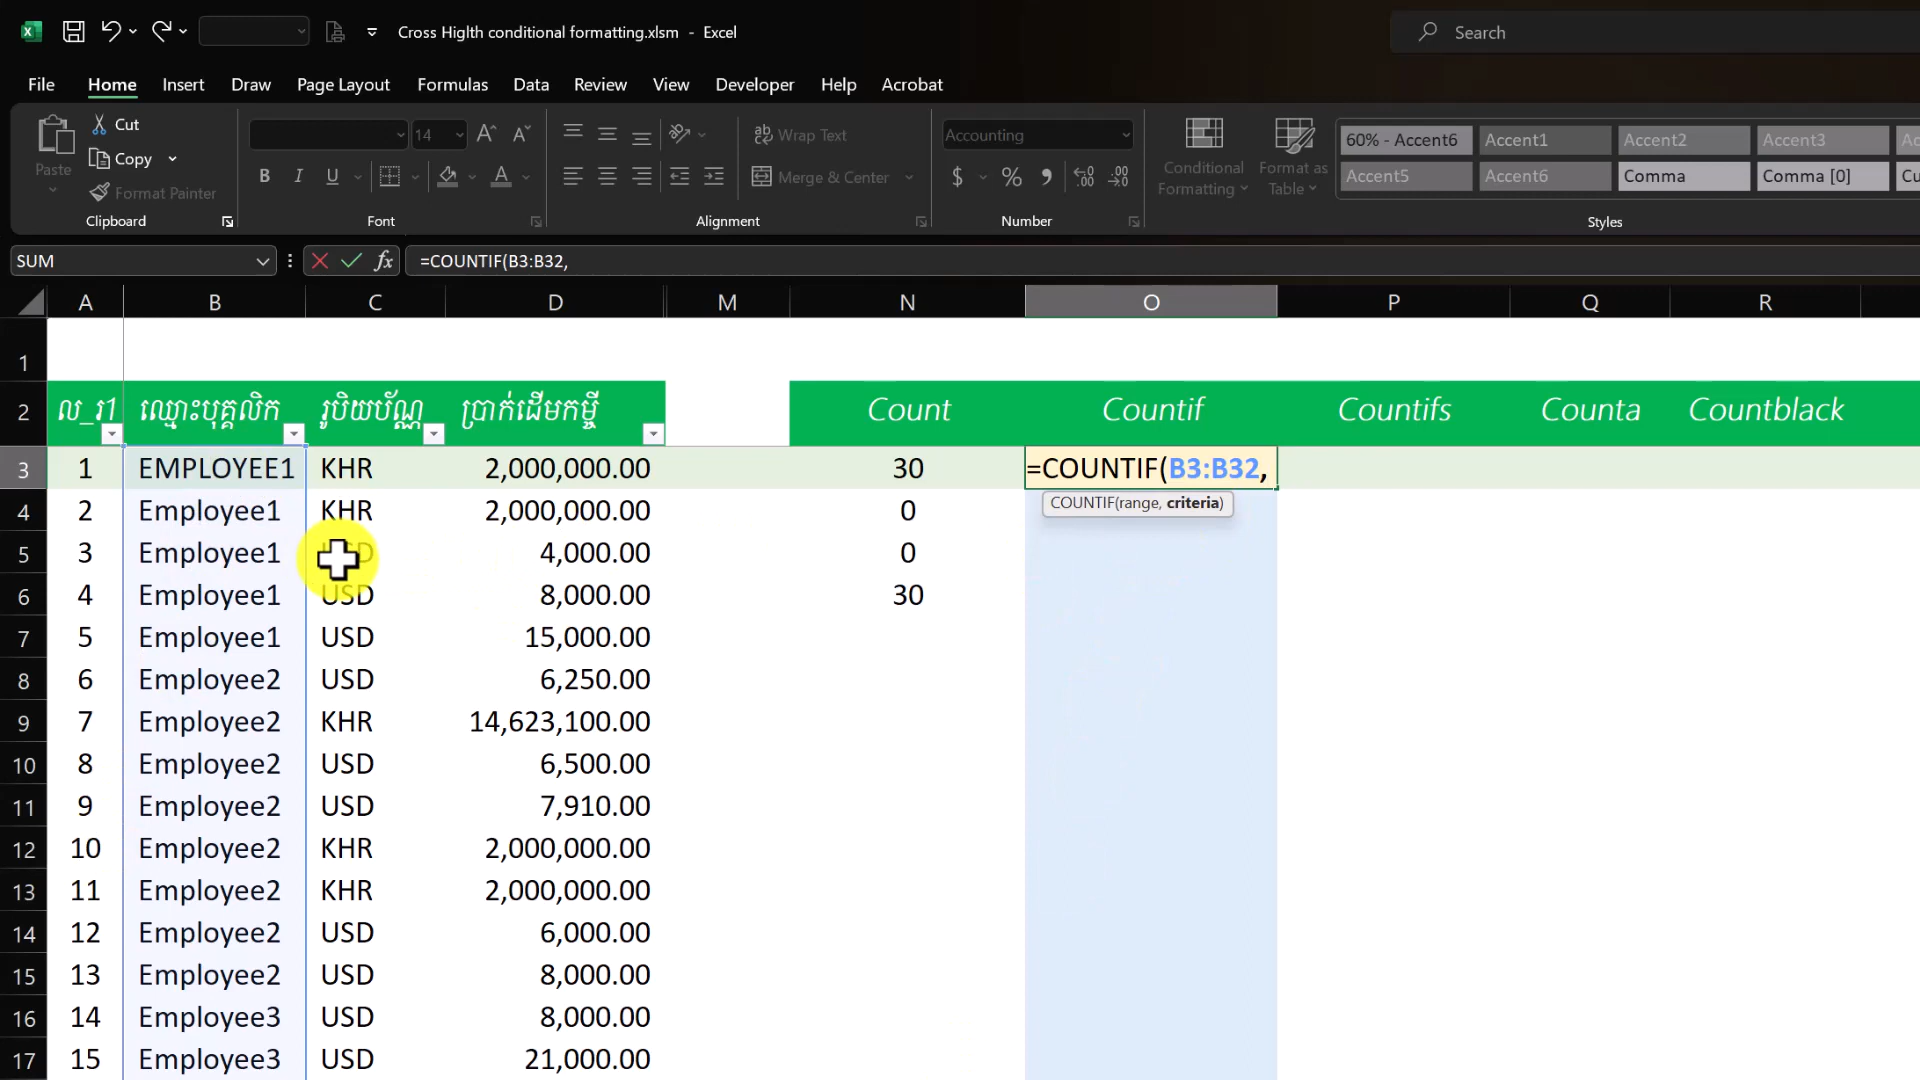 Cross Higlth conditional formatting.xlsm - Excel
Search
File Home Insert Draw Page Layout Formulas Data Review View Developer Help Acrobat
Paste Cut Copy Format Painter
14
Wrap Text
Merge & Center
Accounting
Conditional Formatting
Format as Table
60% - Accent6 Accent1 Accent2 Accent3
Accent5 Accent6 Comma Comma [0]
Clipboard Font Alignment Number Styles
SUM =COUNTIF(B3:B32,
A B C D M N O P Q R
1
2 ល_រ1 ឈ្មោះបុគ្គលិក រូបិយប័ណ្ណ ប្រាក់ដើមកម្ចី Count Countif Countifs Counta Countblack
3 1 EMPLOYEE1 KHR 2,000,000.00 30 =COUNTIF(B3:B32,
COUNTIF(range, criteria)
4 2 Employee1 KHR 2,000,000.00 0
5 3 Employee1 USD 4,000.00 0
6 4 Employee1 USD 8,000.00 30
7 5 Employee1 USD 15,000.00
8 6 Employee2 USD 6,250.00
9 7 Employee2 KHR 14,623,100.00
10 8 Employee2 USD 6,500.00
11 9 Employee2 USD 7,910.00
12 10 Employee2 KHR 2,000,000.00
13 11 Employee2 KHR 2,000,000.00
14 12 Employee2 USD 6,000.00
15 13 Employee2 USD 8,000.00
16 14 Employee3 USD 8,000.00
17 15 Employee3 USD 21,000.00